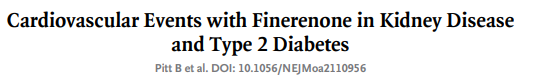 Cardiovascular Events with Finerenone in Kidney Disease
and Type 2 Diabetes
Pitt B et al. DOI: 10.1056/NEJMoa2110956